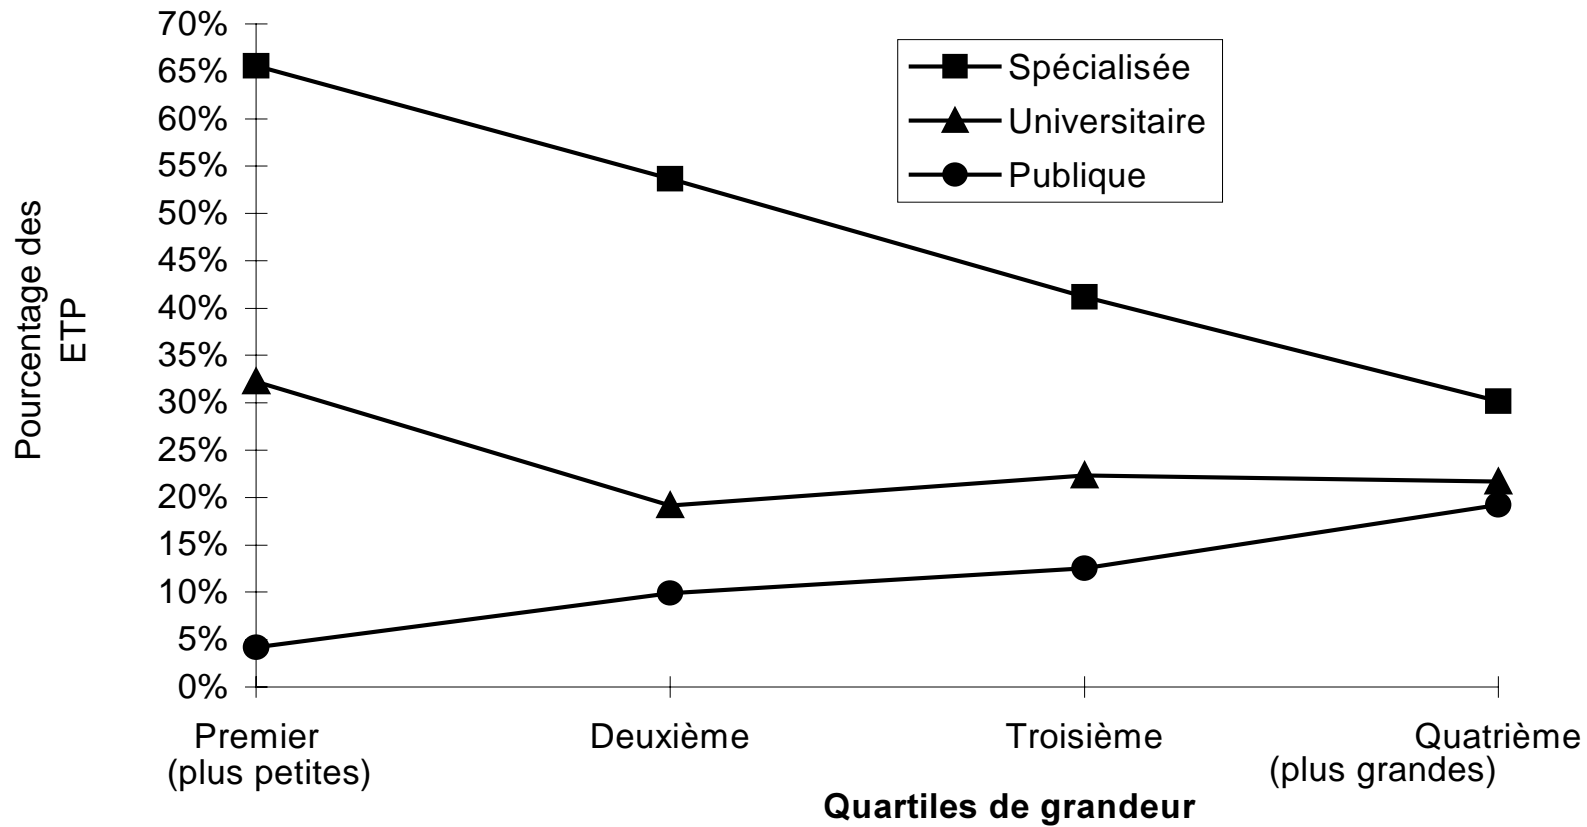 70%
65%
60%
55%
50%
45%
40%
35%
30%
25%
20%
15%
10%
5%
0%
Pourcentage des
ETP
Spécialisée
Universitaire
Publique
Premier
(plus petites)
Deuxième
Troisième
Quatrième
(plus grandes)
Quartiles de grandeur